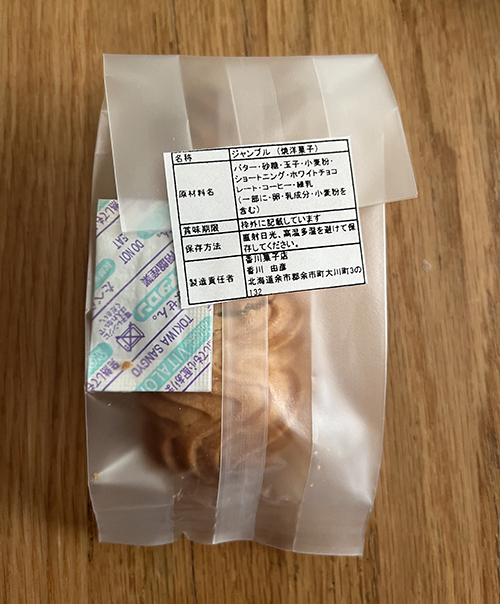 名称 ジャンブル (焼洋菓子)
原材料名 バター・砂糖・玉子・小麦粉・
ショートニング・ホワイトチョコ
レート・コーヒー・練乳
(一部に・卵・乳成分・小麦粉を
含む)
賞味期限 枠外に記載しています
保存方法 直射日光、高温多湿を避けて保
存してください。
製造責任者 香川菓子店
香川 由彦
北海道余市郡余市町大川町3の
132
DO NOT
EAT
TOKIWA SANGYO
VITALO